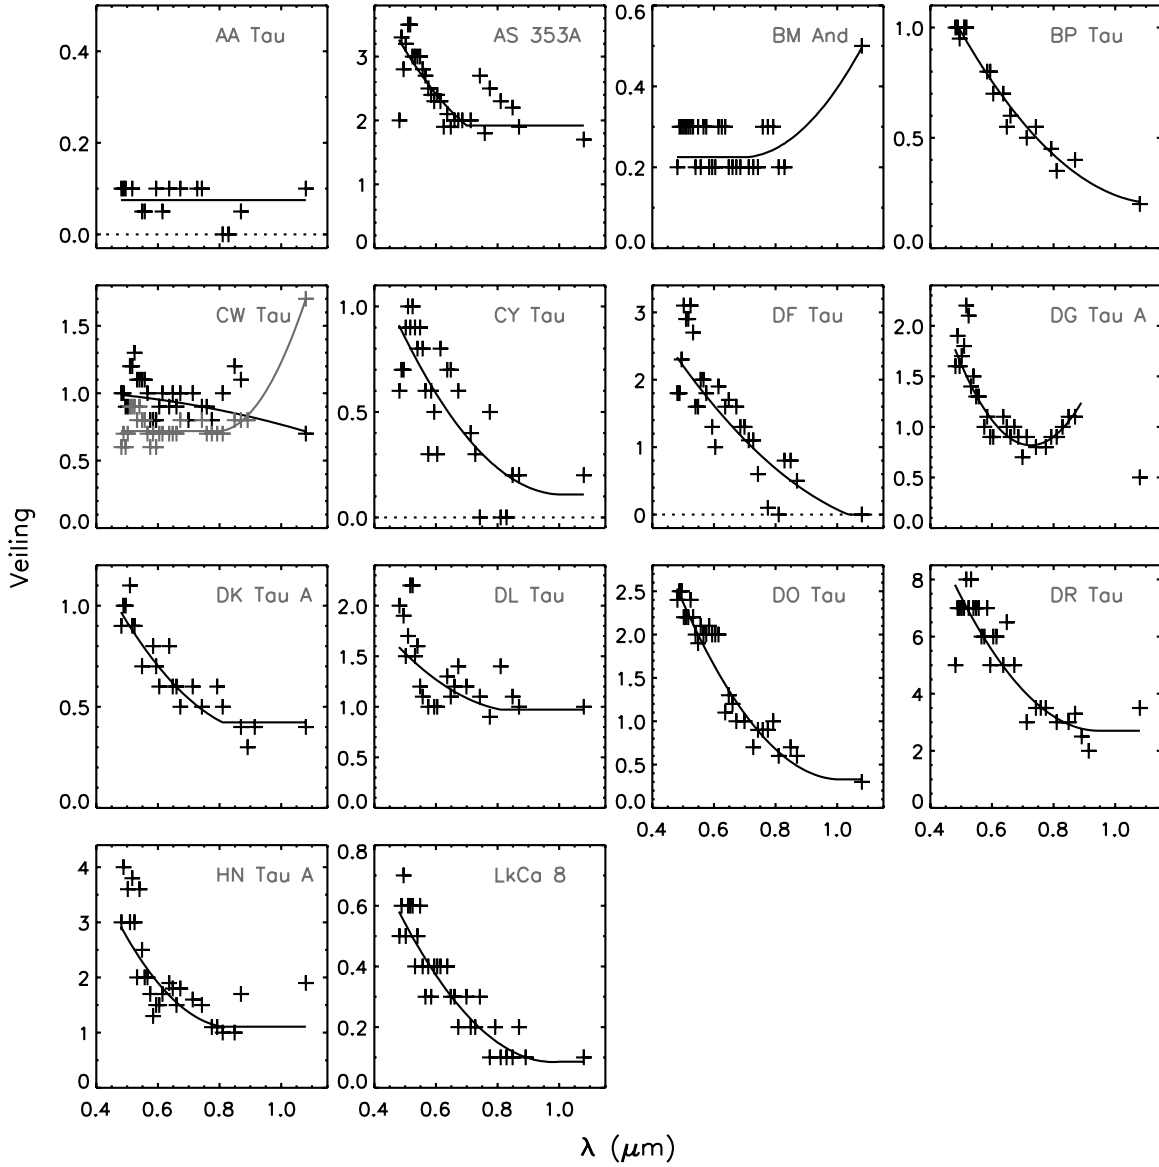 AA Tau
0.4
0.2
0.0
AS 353A
3
2
1
0
BM And
0.6
0.4
0.2
0.0
BP Tau
1.0
0.5
0.0
CW Tau
1.5
1.0
0.5
0.0
CY Tau
1.0
0.5
0.0
DF Tau
3
2
1
0
DG Tau A
2.0
1.5
1.0
0.5
0.0
Veiling
DK Tau A
1.0
0.5
0.0
DL Tau
2.0
1.5
1.0
0.5
0.0
DO Tau
2.5
2.0
1.5
1.0
0.5
0.0
0.4 0.6 0.8 1.0
DR Tau
8
6
4
2
0
0.4 0.6 0.8 1.0
HN Tau A
4
3
2
1
0
0.4 0.6 0.8 1.0
LkCa 8
0.8
0.6
0.4
0.2
0.0
0.4 0.6 0.8 1.0
λ (μm)